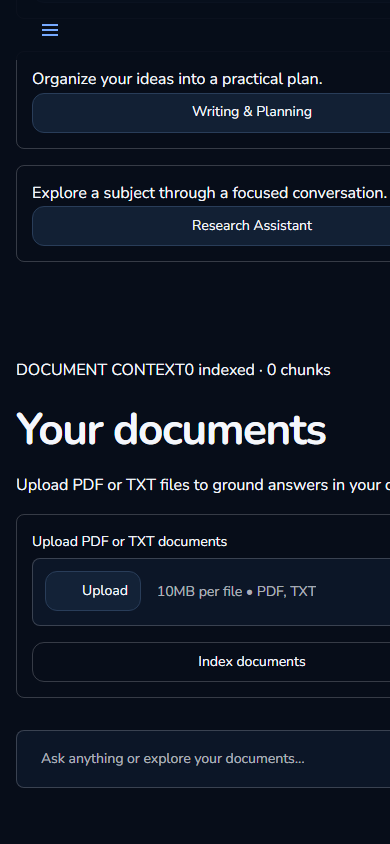 Organize your ideas into a practical plan.
Writing & Planning
Explore a subject through a focused conversation.
Research Assistant
DOCUMENT CONTEXT0 indexed · 0 chunks
Your documents
Upload PDF or TXT files to ground answers in your
Upload PDF or TXT documents
Upload
10MB per file • PDF, TXT
Index documents
Ask anything or explore your documents...